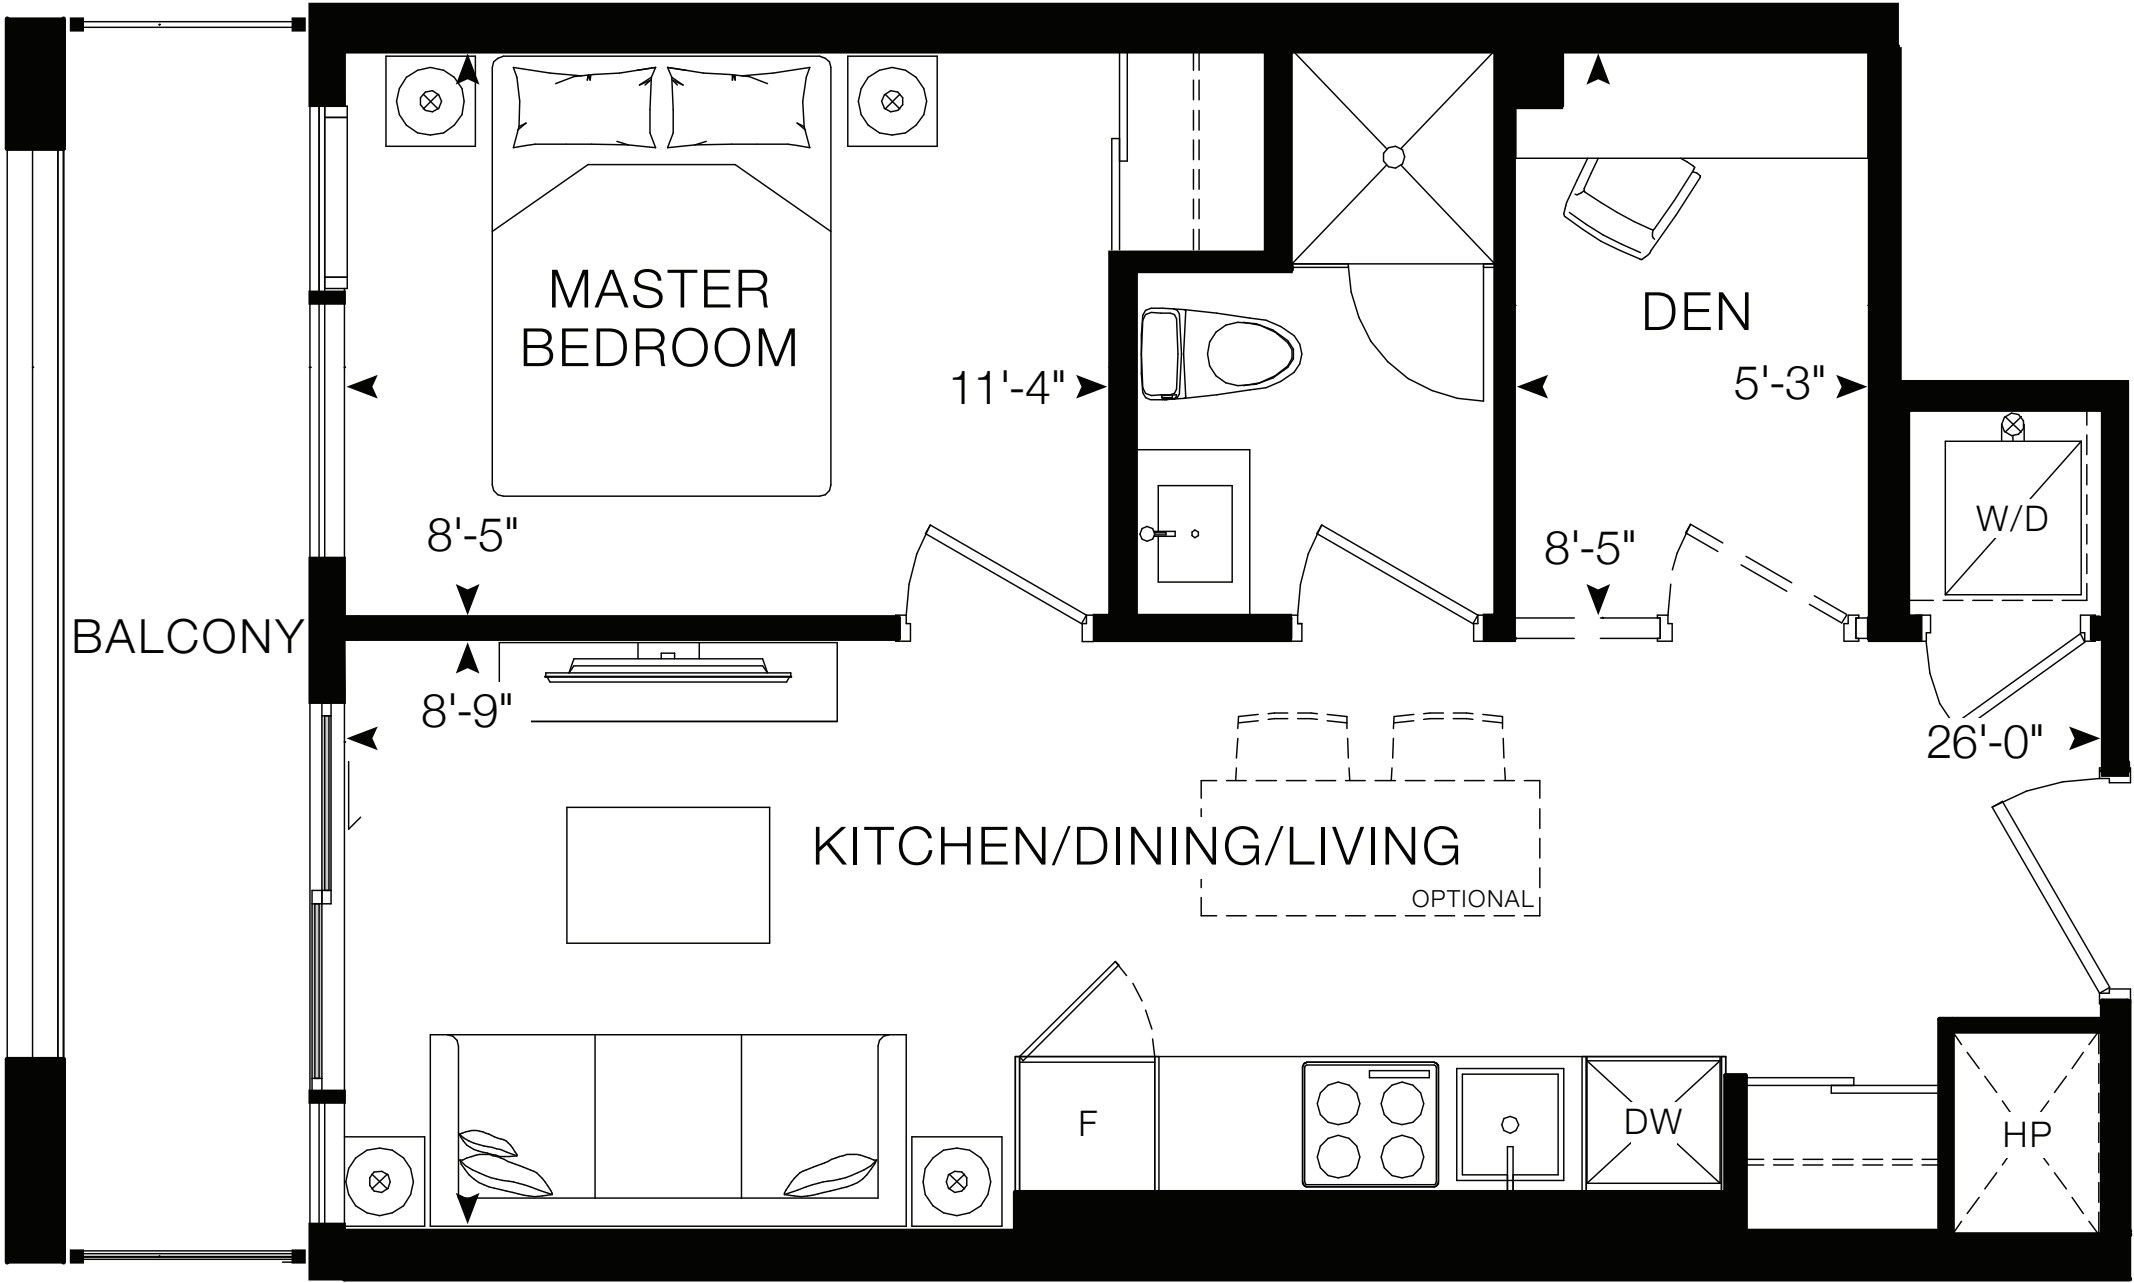 MASTER
BEDROOM
DEN
11'-4"
5'-3"
8'-5"
8'-5"
W/D
BALCONY
8'-9"
26'-0"
KITCHEN/DINING/LIVING
OPTIONAL
F
DW
HP